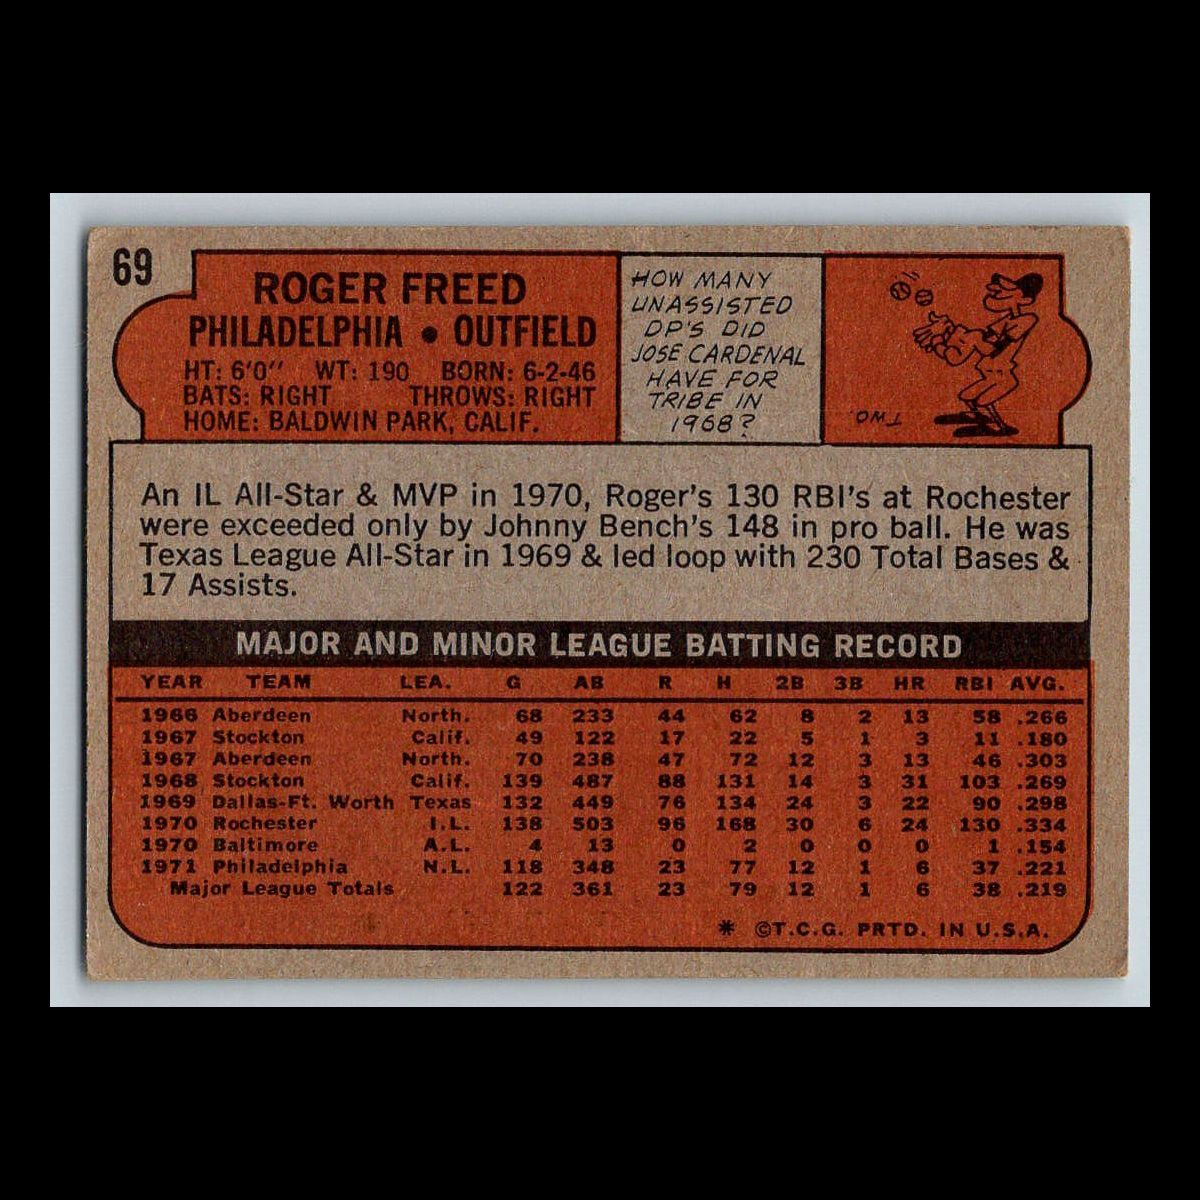 69
ROGER FREED
PHILADELPHIA • OUTFIELD
HT: 6'0" WT: 190 BORN: 6-2-46
BATS: RIGHT THROWS: RIGHT
HOME: BALDWIN PARK, CALIF.
HOW MANY
UNASSISTED
DP'S DID
JOSE CARDENAL
HAVE FOR
TRIBE IN
1968?
TWO.
An IL All-Star & MVP in 1970, Roger's 130 RBI's at Rochester
were exceeded only by Johnny Bench's 148 in pro ball. He was
Texas League All-Star in 1969 & led loop with 230 Total Bases &
17 Assists.
MAJOR AND MINOR LEAGUE BATTING RECORD
YEAR TEAM LEA. G AB R H 2B 3B HR RBI AVG.
1966 Aberdeen North. 68 233 44 62 8 2 13 58 .266
1967 Stockton Calif. 49 122 17 22 5 1 3 11 .180
1967 Aberdeen North. 70 238 47 72 12 3 13 46 .303
1968 Stockton Calif. 139 487 88 131 14 3 31 103 .269
1969 Dallas-Ft. Worth Texas 132 449 76 134 24 3 22 90 .298
1970 Rochester I.L. 138 503 96 168 30 6 24 130 .334
1970 Baltimore A.L. 4 13 0 2 0 0 0 1 .154
1971 Philadelphia N.L. 118 348 23 77 12 1 6 37 .221
Major League Totals 122 361 23 79 12 1 6 38 .219
* ©T.C.G. PRTD. IN U.S.A.